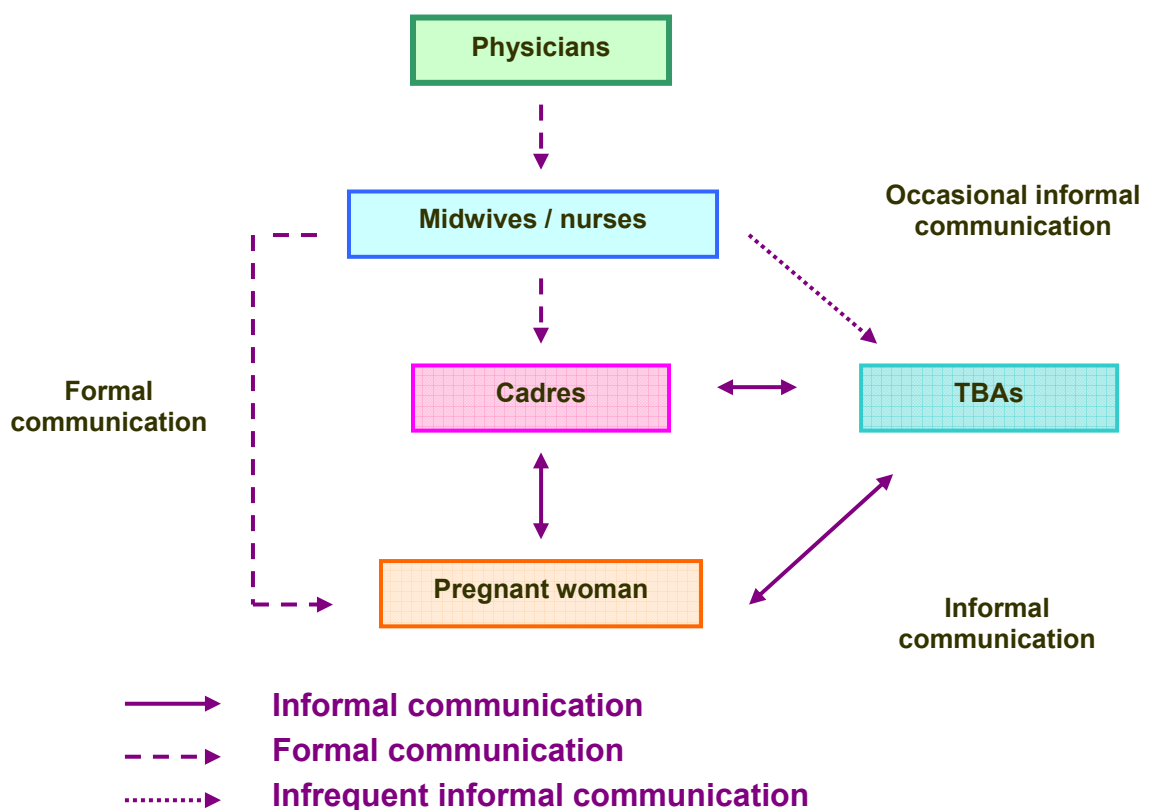 Physicians
Midwives / nurses
Occasional informal
communication
Formal
communication
Cadres
TBAs
Pregnant woman
Informal
communication
Informal communication
Formal communication
Infrequent informal communication